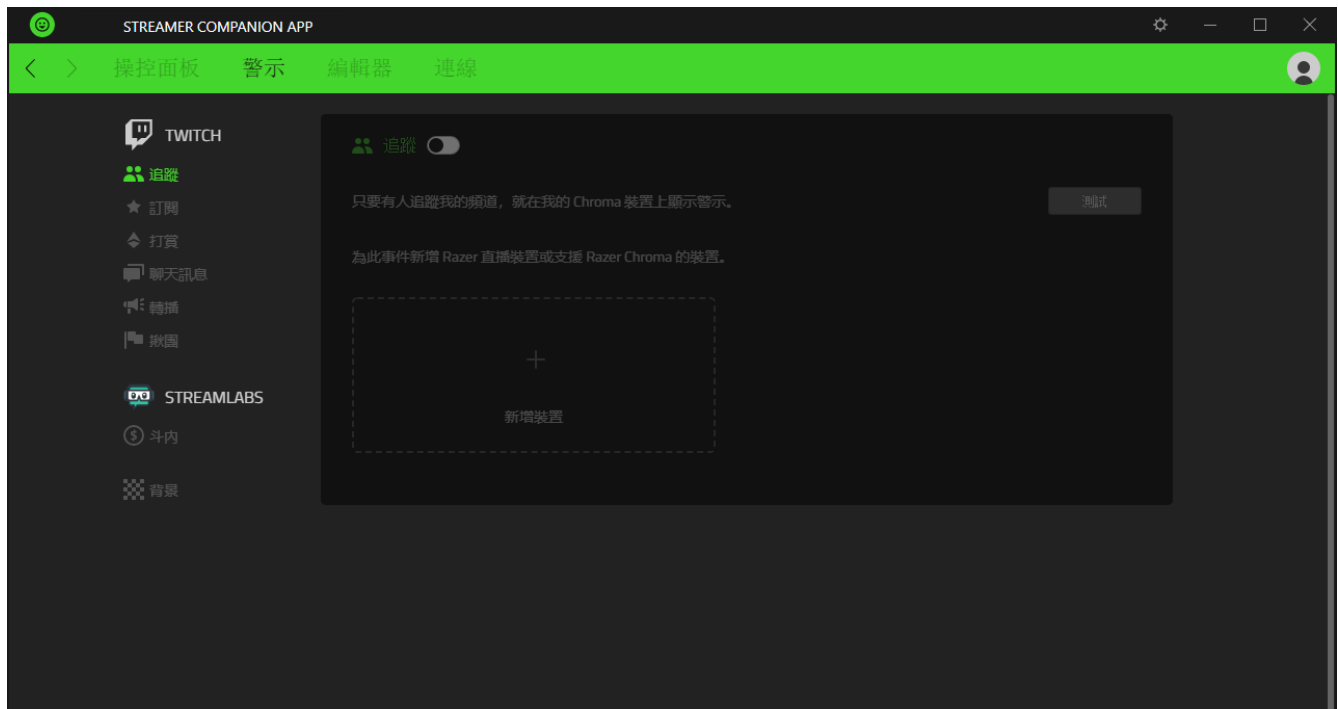 STREAMER COMPANION APP
操控面板 警示 編輯器 連線
TWITCH
追蹤
訂閱
打賞
聊天訊息
轉播
揪團
STREAMLABS
斗内
背景
追蹤
只要有人追蹤我的頻道，就在我的 Chroma 裝置上顯示警示。
測試
為此事件新增 Razer 直播裝置或支援 Razer Chroma 的裝置。
新增裝置